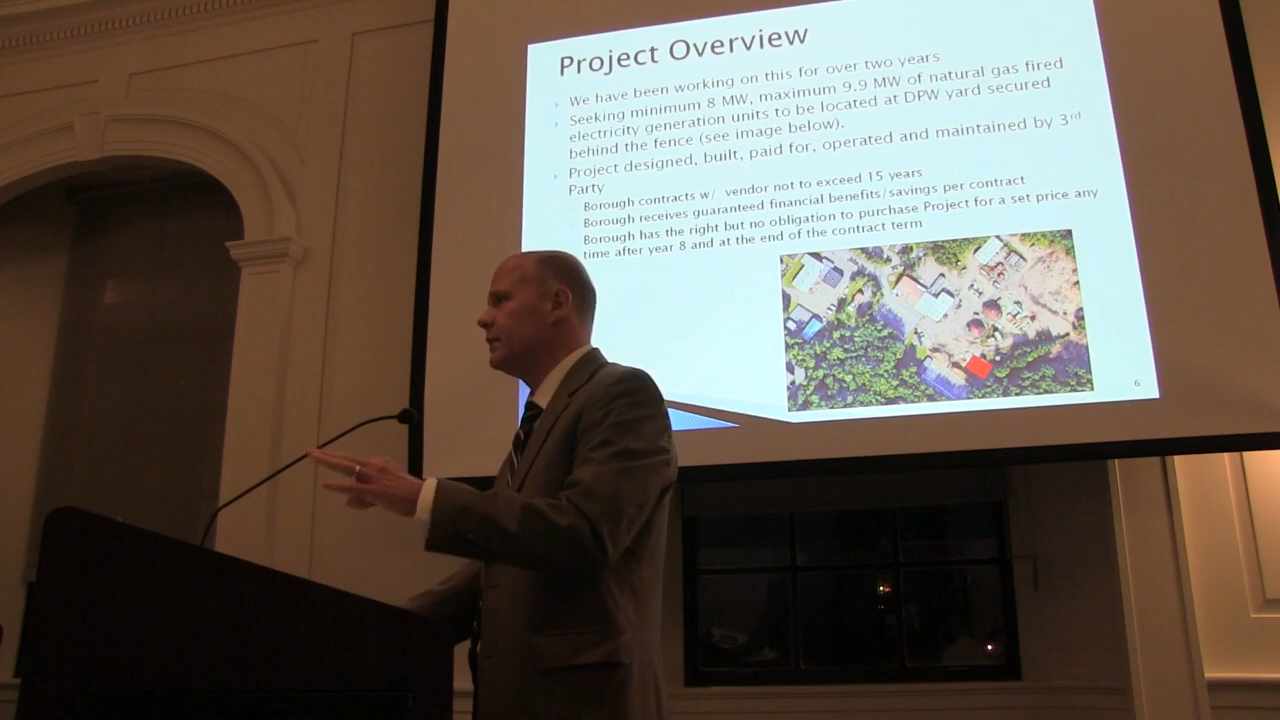 Project Overview
We have been working on this for over two years
Seeking minimum 8 MW, maximum 9.9 MW of natural gas fired
electricity generation units to be located at DPW yard secured
behind the fence (see image below).
Project designed, built, paid for, operated and maintained by 3rd
Party
Borough contracts w/ vendor not to exceed 15 years
Borough receives guaranteed financial benefits/savings per contract
Borough has the right but no obligation to purchase Project for a set price any
time after year 8 and at the end of the contract term
6